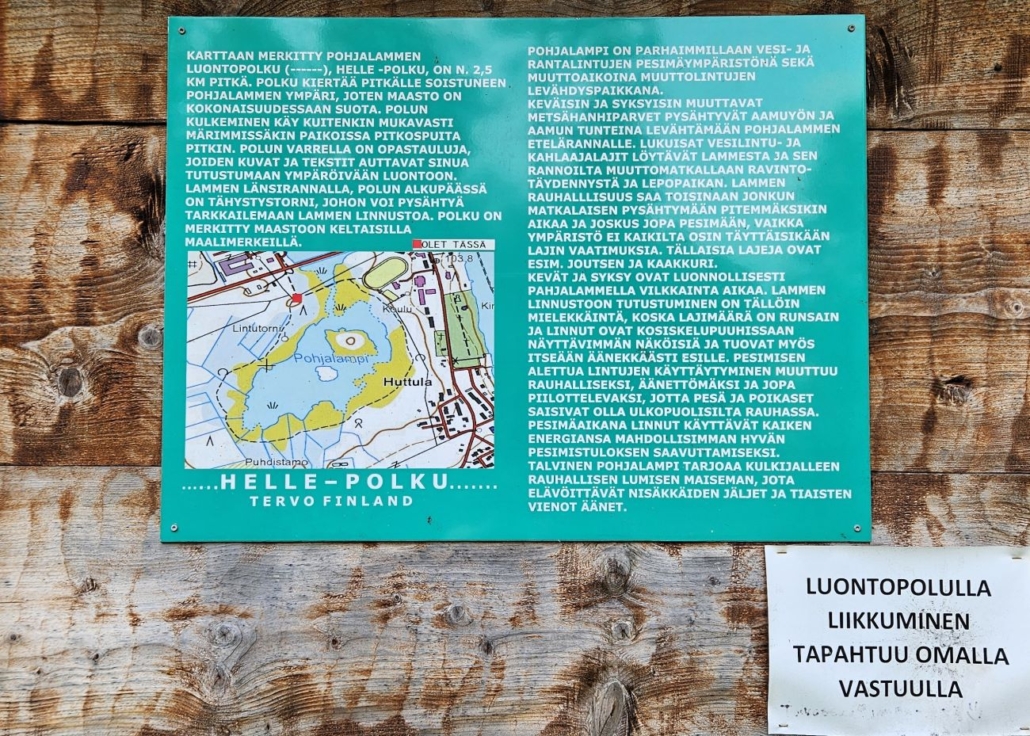 KARTTAAN MERKITTY POHJALAMMEN
LUONTOPOLKU (------), HELLE -POLKU, ON N. 2,5
KM PITKÄ. POLKU KIERTÄÄ PITKÄLLE SOISTUNEEN
POHJALAMMEN YMPÄRI, JOTEN MAASTO ON
KOKONAISUUDESSAAN SUOTA. POLUN
KULKEMINEN KÄY KUITENKIN MUKAVASTI
MÄRIMMISSÄKIN PAIKOISSA PITKOSPUITA
PITKIN. POLUN VARRELLA ON OPASTAULUJA,
JOIDEN KUVAT JA TEKSTIT AUTTAVAT SINUA
TUTUSTUMAAN YMPÄRÖIVÄÄN LUONTOON.
LAMMEN LÄNSIRANNALLA, POLUN ALKUPÄÄSSÄ
ON TÄHYSTYSTORNI, JOHON VOI PYSÄHTYÄ
TARKKAILEMAAN LAMMEN LINNUSTOA. POLKU ON
MERKITTY MAASTOON KELTAISILLA
MAALIMERKEILLÄ.
OLET TÄSSÄ
103,8
Koulu
Kir
Lintutorni
Pohjalampi
Huttula
Puhdistamo
......HELLE-POLKU.......
TERVO FINLAND
POHJALAMPI ON PARHAIMMILLAAN VESI- JA
RANTALINTUJEN PESIMÄYMPÄRISTÖNÄ SEKÄ
MUUTTOAIKOINA MUUTTOLINTUJEN
LEVÄHDYSPAIKKANA.
KEVÄISIN JA SYKSYISIN MUUTTAVAT
METSÄHANHIPARVET PYSÄHTYVÄT AAMUYÖN JA
AAMUN TUNTEINA LEVÄHTÄMÄÄN POHJALAMMEN
ETELÄRANNALLE. LUKUISAT VESILINTU- JA
KAHLAAJALAJIT LÖYTÄVÄT LAMMESTA JA SEN
RANNOILTA MUUTTOMATKALLAAN RAVINTO-
TÄYDENNYSTÄ JA LEPOPAIKAN. LAMMEN
RAUHALLLISUUS SAA TOISINAAN JONKUN
MATKALAISEN PYSÄHTYMÄÄN PITEMMÄKSIKIN
AIKAA JA JOSKUS JOPA PESIMÄÄN, VAIKKA
YMPÄRISTÖ EI KAIKILTA OSIN TÄYTTÄISIKÄÄN
LAJIN VAATIMUKSIA. TÄLLAISIA LAJEJA OVAT
ESIM. JOUTSEN JA KAAKKURI.
KEVÄT JA SYKSY OVAT LUONNOLLISESTI
POHJALAMMELLA VILKKAINTA AIKAA. LAMMEN
LINNUSTOON TUTUSTUMINEN ON TÄLLÖIN
MIELEKKÄINTÄ, KOSKA LAJIMÄÄRÄ ON RUNSAIN
JA LINNUT OVAT KOSISKELUPUUHISSAAN
NÄYTTÄVIMMÄN NÄKÖISIÄ JA TUOVAT MYÖS
ITSEÄÄN ÄÄNEKKÄÄSTI ESILLE. PESIMISEN
ALETTUA LINTUJEN KÄYTTÄYTYMINEN MUUTTUU
RAUHALLISEKSI, ÄÄNETTÖMÄKSI JA JOPA
PIILOTTELEVAKSI, JOTTA PESÄ JA POIKASET
SAISIVAT OLLA ULKOPUOLISILTA RAUHASSA.
PESIMÄAIKANA LINNUT KÄYTTÄVÄT KAIKEN
ENERGIANSA MAHDOLLISIMMAN HYVÄN
PESIMISTULOKSEN SAAVUTTAMISEKSI.
TALVINEN POHJALAMPI TARJOAA KULKIJALLEEN
RAUHALLISEN LUMISEN MAISEMAN, JOTA
ELÄVÖITTÄVÄT NISÄKKÄIDEN JÄLJET JA TIAISTEN
VIENOT ÄÄNET.
LUONTOPOLULLA
LIIKKUMINEN
TAPAHTUU OMALLA
VASTUULLA